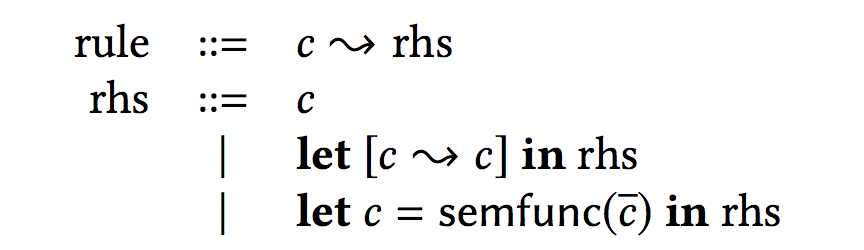 rule ::= c ⇝ rhs
rhs ::= c
| let [c ⇝ c] in rhs
| let c = semfunc(c̅) in rhs